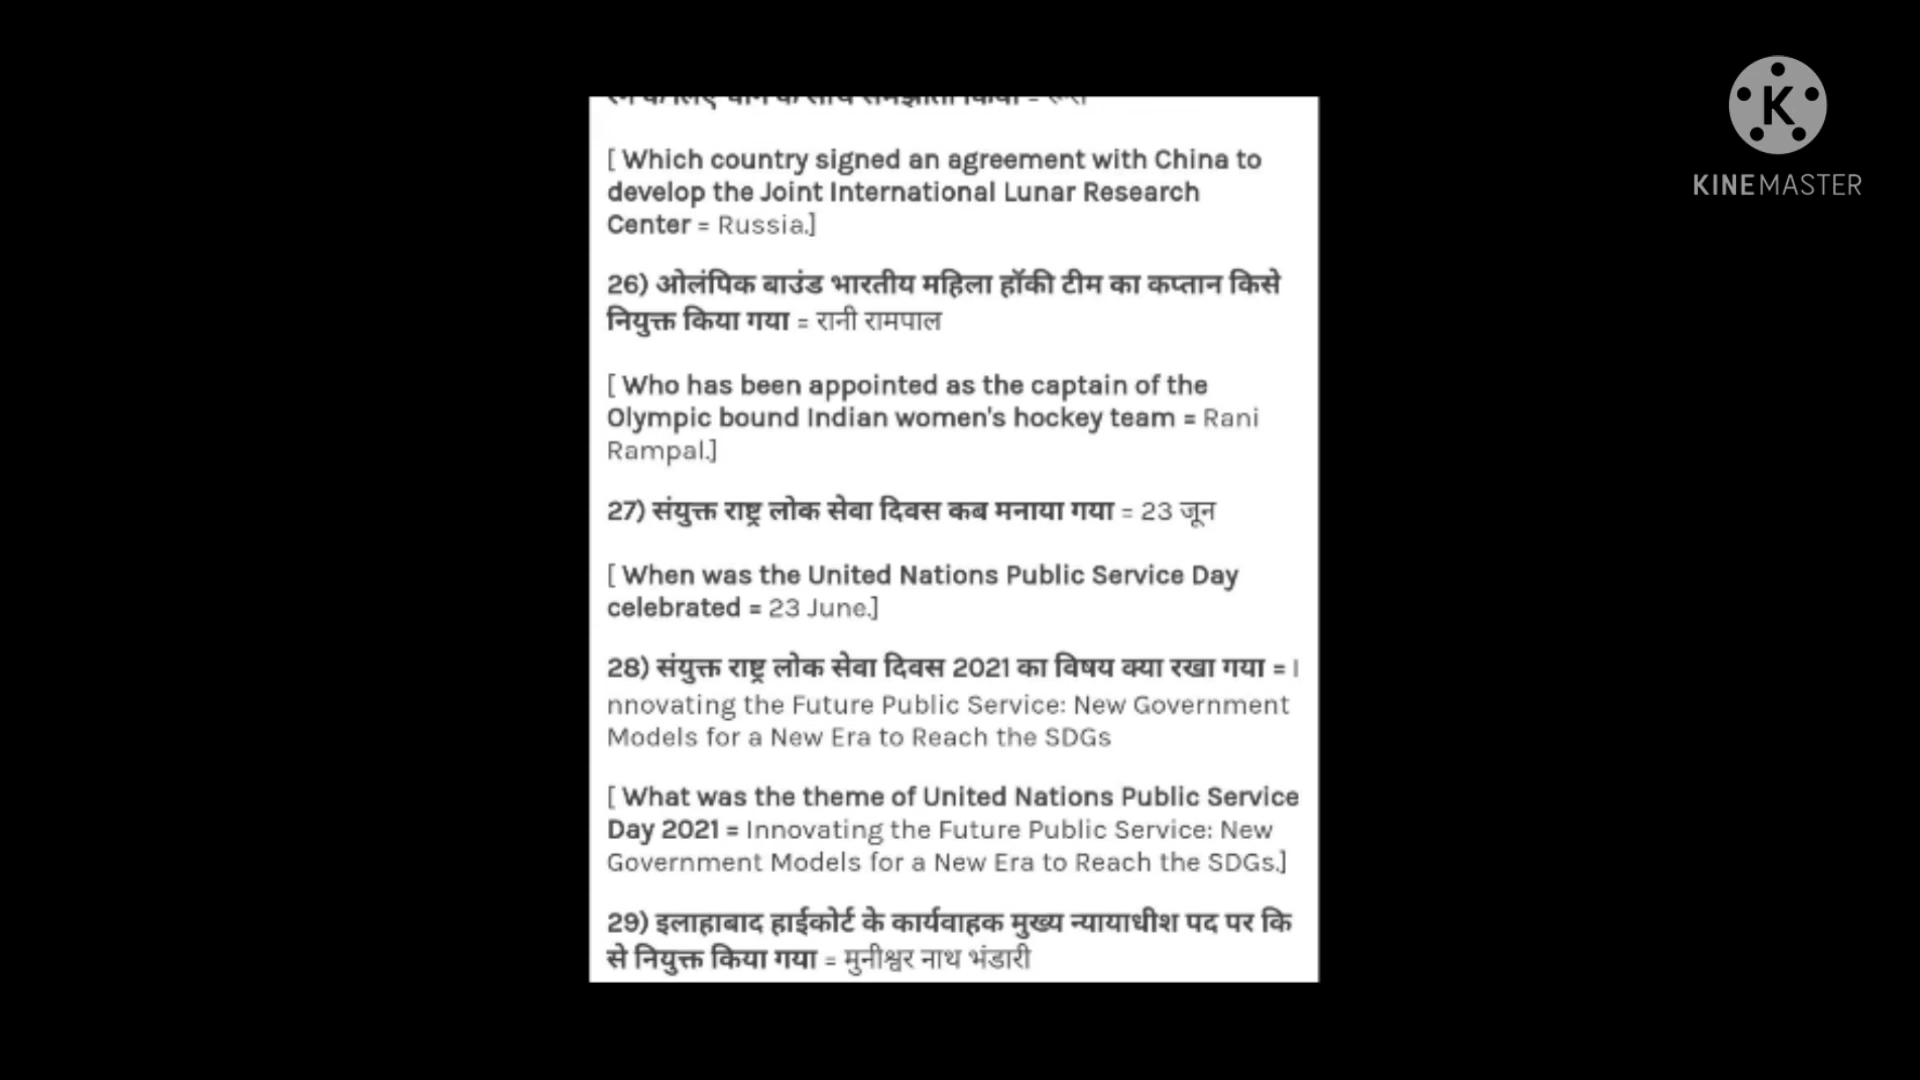 [ Which country signed an agreement with China to
develop the Joint International Lunar Research
Center = Russia.]
26) ओलंपिक बाउंड भारतीय महिला हॉकी टीम का कप्तान किसे
नियुक्त किया गया = रानी रामपाल
[ Who has been appointed as the captain of the
Olympic bound Indian women's hockey team = Rani
Rampal.]
27) संयुक्त राष्ट्र लोक सेवा दिवस कब मनाया गया = 23 जून
[ When was the United Nations Public Service Day
celebrated = 23 June.]
28) संयुक्त राष्ट्र लोक सेवा दिवस 2021 का विषय क्या रखा गया = I
nnovating the Future Public Service: New Government
Models for a New Era to Reach the SDGs
[ What was the theme of United Nations Public Service
Day 2021 = Innovating the Future Public Service: New
Government Models for a New Era to Reach the SDGs.]
29) इलाहाबाद हाईकोर्ट के कार्यवाहक मुख्य न्यायाधीश पद पर कि
से नियुक्त किया गया = मुनीश्वर नाथ भंडारी
K
KINEMASTER